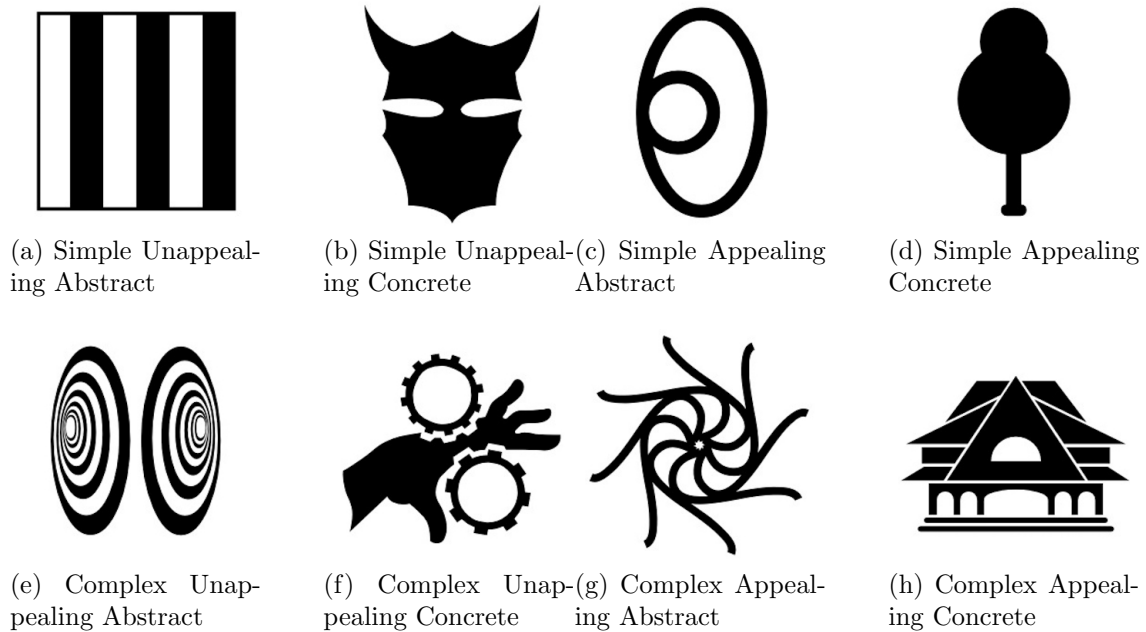 (a) Simple Unappeal-
ing Abstract
(b) Simple Unappeal-
ing Concrete
(c) Simple Appealing
Abstract
(d) Simple Appealing
Concrete
(e) Complex Unap-
pealing Abstract
(f) Complex Unap-
pealing Concrete
(g) Complex Appeal-
ing Abstract
(h) Complex Appeal-
ing Concrete